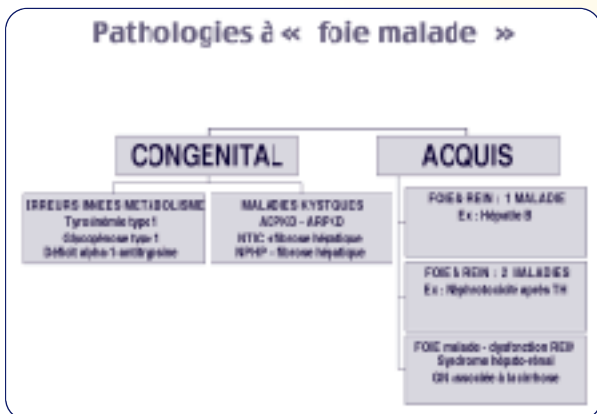 Pathologies à « foie malade »
CONGENITAL
ACQUIS
ERREURS INNEES METABOLISME
Tyrosinémie type 1
Glycogénose type 1
Déficit alpha-1-antitrypsine
MALADIES KYSTIQUES
ADPKD - ARPKD
fibrose hépatique
NPHP - fibrose hépatique
FOIE & REIN : 1 MALADIE
Ex : Hépatite B
FOIE & REIN : 2 MALADIES
Ex : Néphrotoxicité après TH
FOIE malade - dysfonction REIN
Syndrome hépato-rénal
GN associée à la cirrhose